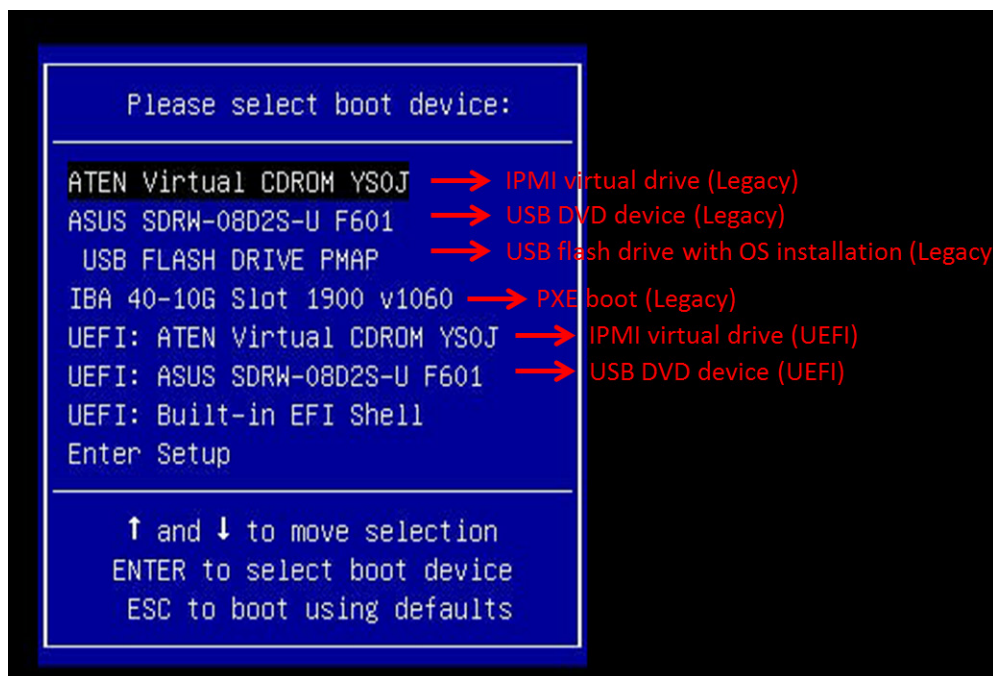 Please select boot device:
ATEN Virtual CDROM YS0J → IPMI virtual drive (Legacy)
ASUS SDRW-08D2S-U F601 → USB DVD device (Legacy)
USB FLASH DRIVE PMAP → USB flash drive with OS installation (Legacy
IBA 40-10G Slot 1900 v1060 → PXE boot (Legacy)
UEFI: ATEN Virtual CDROM YS0J → IPMI virtual drive (UEFI)
UEFI: ASUS SDRW-08D2S-U F601 → USB DVD device (UEFI)
UEFI: Built-in EFI Shell
Enter Setup
↑ and ↓ to move selection
ENTER to select boot device
ESC to boot using defaults